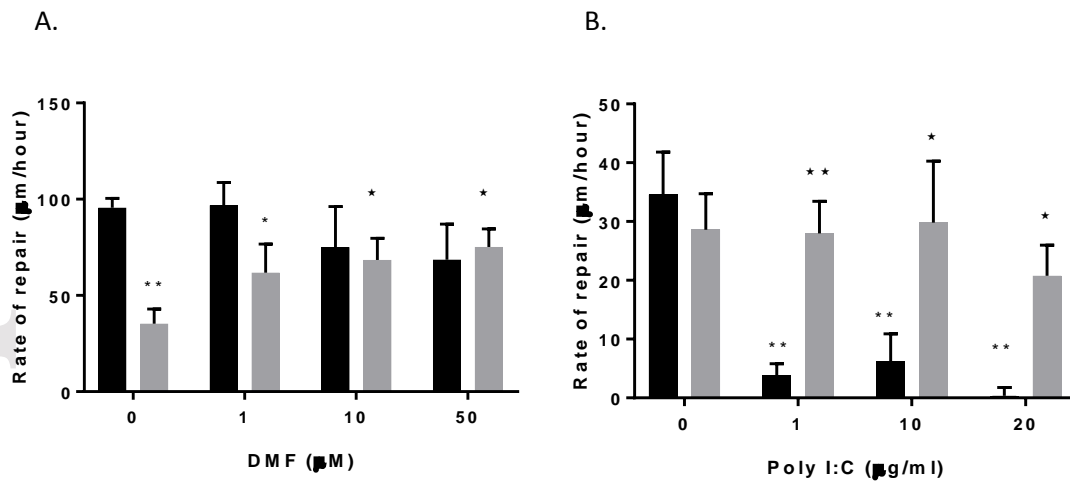 A.
B.
150
100
50
0
Rate of repair (μm/hour)
**
*
★
★
0 1 10 50
DMF (μM)
50
40
30
20
10
0
Rate of repair (μm/hour)
**
★★
**
★
**
★
0 1 10 20
Poly I:C (μg/ml)